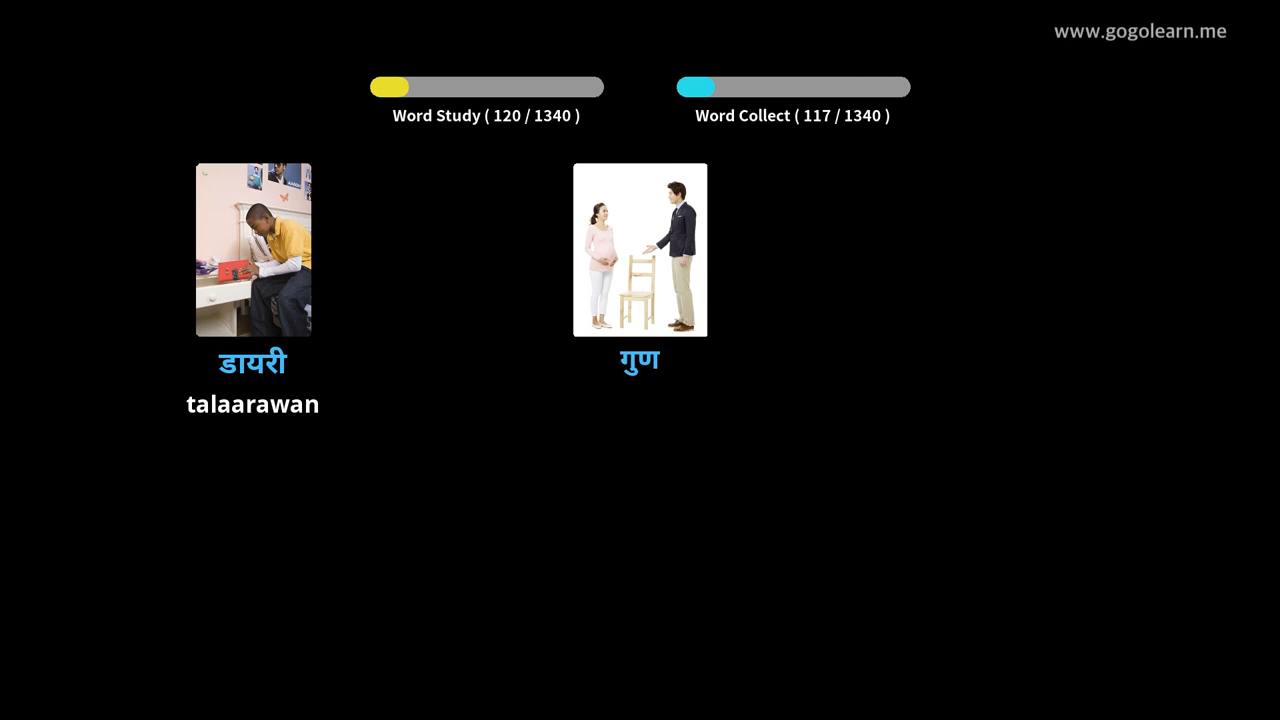 www.gogolearn.me
Word Study ( 120 / 1340 )
Word Collect ( 117 / 1340 )
डायरी
talaarawan
गुण